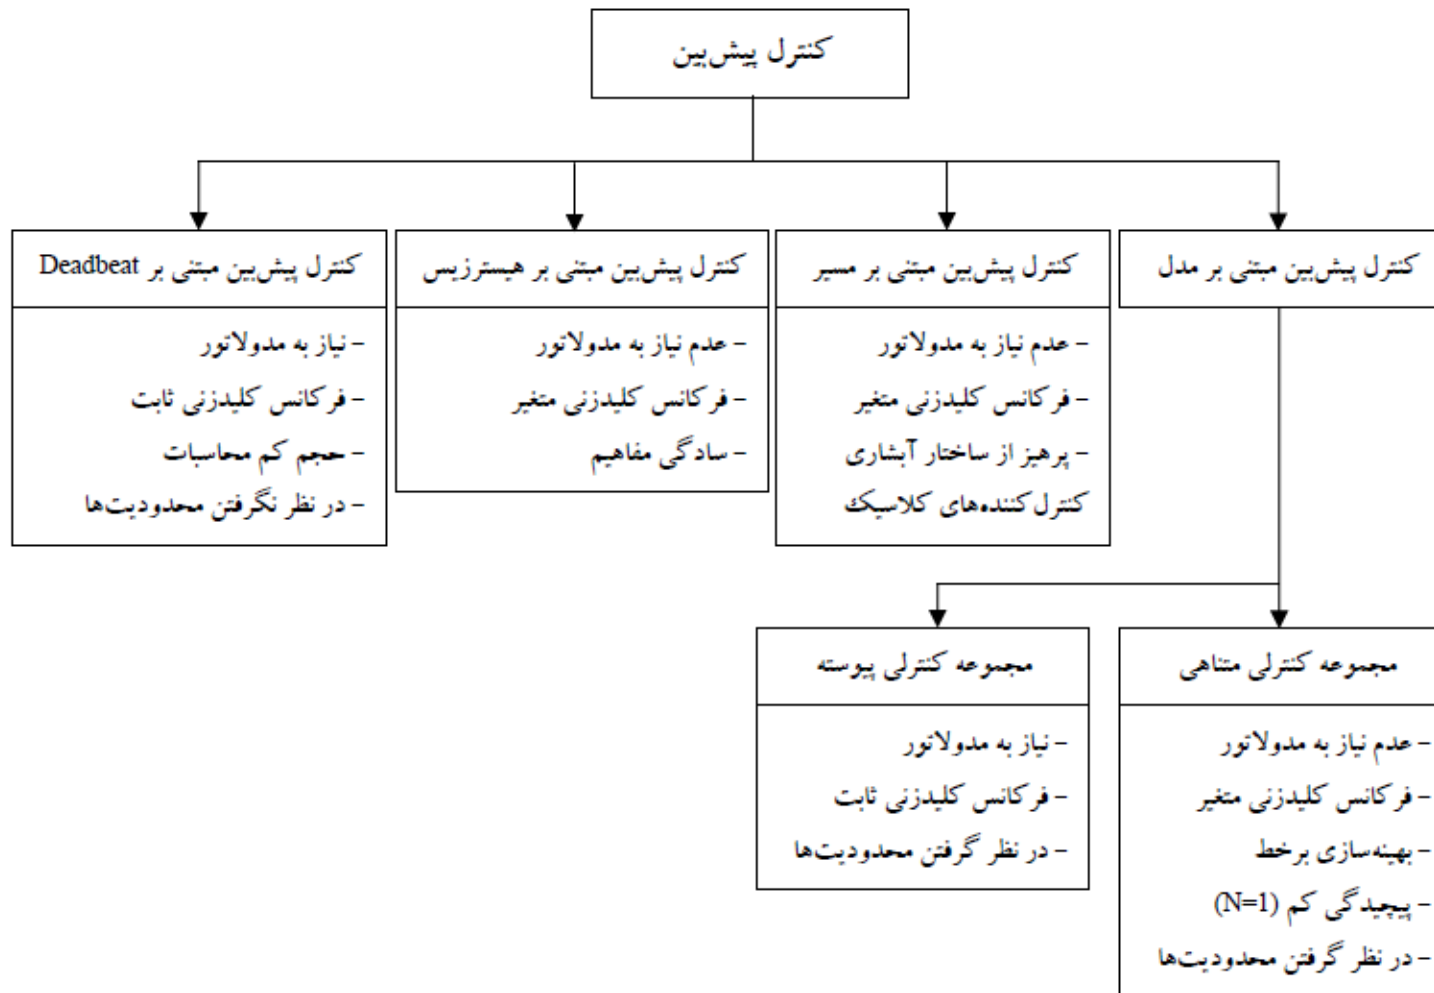 کنترل پیش‌بین
کنترل پیش‌بین مبتنی بر مدل
کنترل پیش‌بین مبتنی بر مسیر
- عدم نیاز به مدولاتور
- فرکانس کلیدزنی متغیر
- پرهیز از ساختار آبشاری
کنترل‌کننده‌های کلاسیک
کنترل پیش‌بین مبتنی بر هیسترزیس
- عدم نیاز به مدولاتور
- فرکانس کلیدزنی متغیر
- سادگی مفاهیم
کنترل پیش‌بین مبتنی بر Deadbeat
- نیاز به مدولاتور
- فرکانس کلیدزنی ثابت
- حجم کم محاسبات
- در نظر نگرفتن محدودیت‌ها
مجموعه کنترلی متناهی
- عدم نیاز به مدولاتور
- فرکانس کلیدزنی متغیر
- بهینه‌سازی برخط
- پیچیدگی کم (N=1)
- در نظر گرفتن محدودیت‌ها
مجموعه کنترلی پیوسته
- نیاز به مدولاتور
- فرکانس کلیدزنی ثابت
- در نظر گرفتن محدودیت‌ها